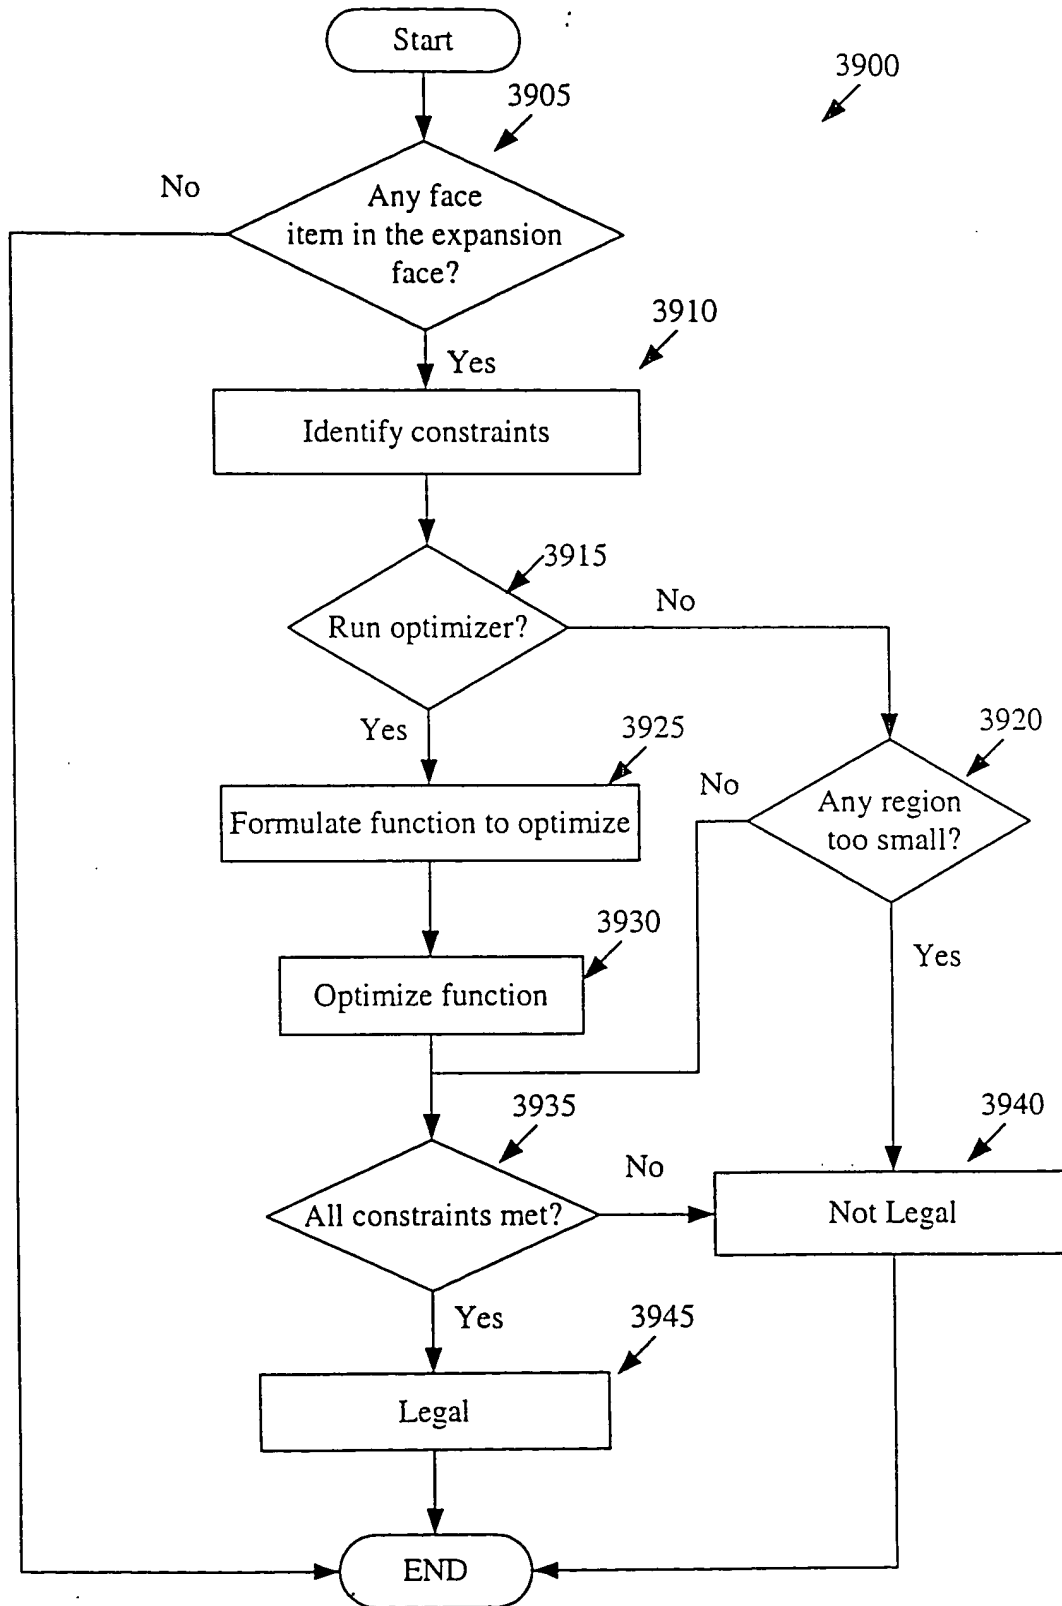 Start
3900
3905
No
Any face
item in the expansion
face?
3910
Yes
Identify constraints
3915
No
Run optimizer?
Yes
3925
3920
No
Any region
too small?
Formulate function to optimize
3930
Yes
Optimize function
3935
3940
No
All constraints met?
Not Legal
Yes
3945
Legal
END